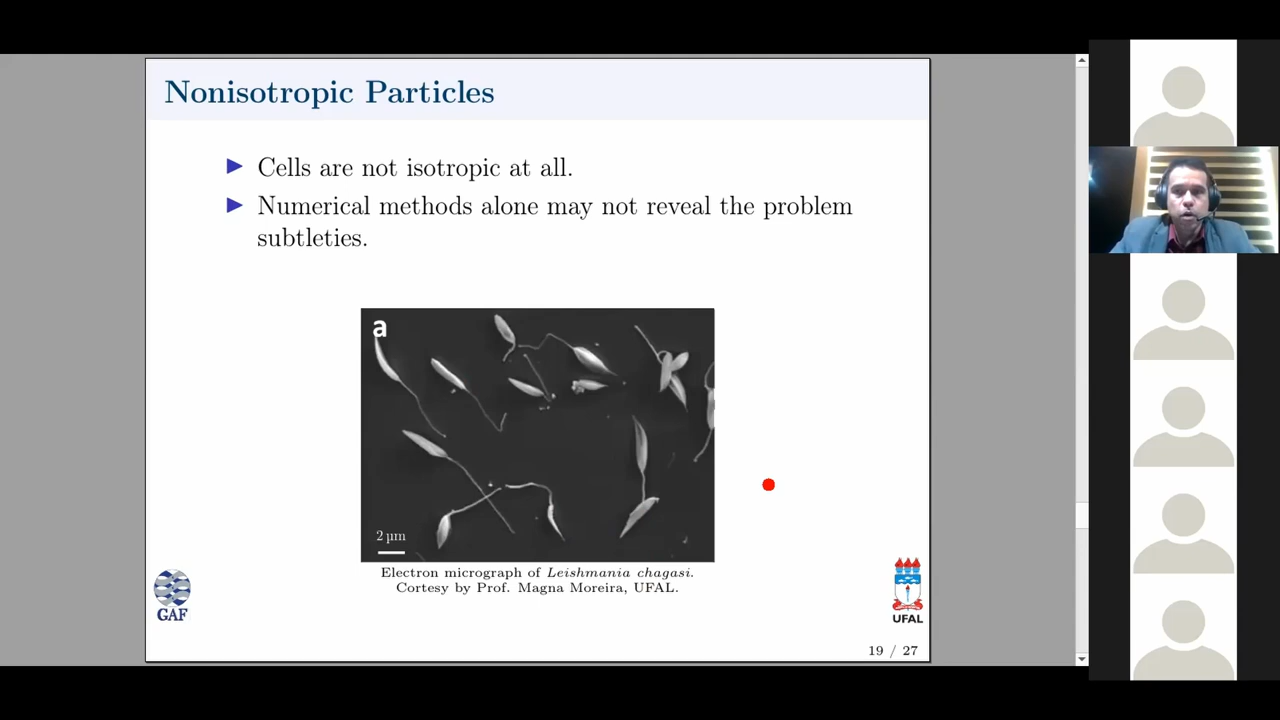 Nonisotropic Particles
Cells are not isotropic at all.
Numerical methods alone may not reveal the problem
subtleties.
a
2 µm
Electron micrograph of Leishmania chagasi.
Cortesy by Prof. Magna Moreira, UFAL.
GAF
UFAL
19 / 27